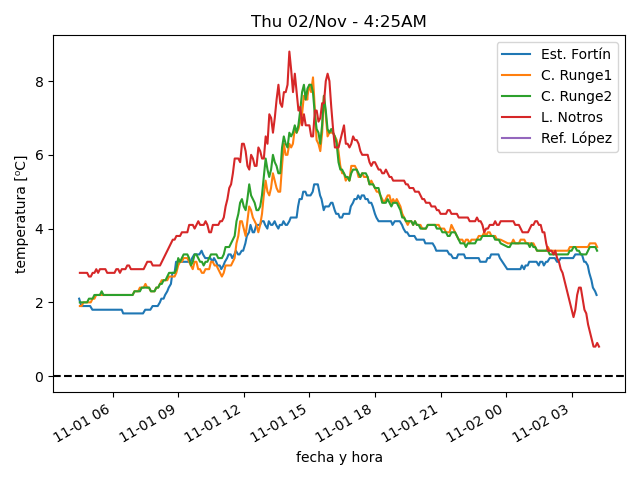 Thu 02/Nov - 4:25AM
temperatura [ºC]
8
6
4
2
0
Est. Fortín
C. Runge1
C. Runge2
L. Notros
Ref. López
11-01 06
11-01 09
11-01 12
11-01 15
11-01 18
11-01 21
11-02 00
11-02 03
fecha y hora